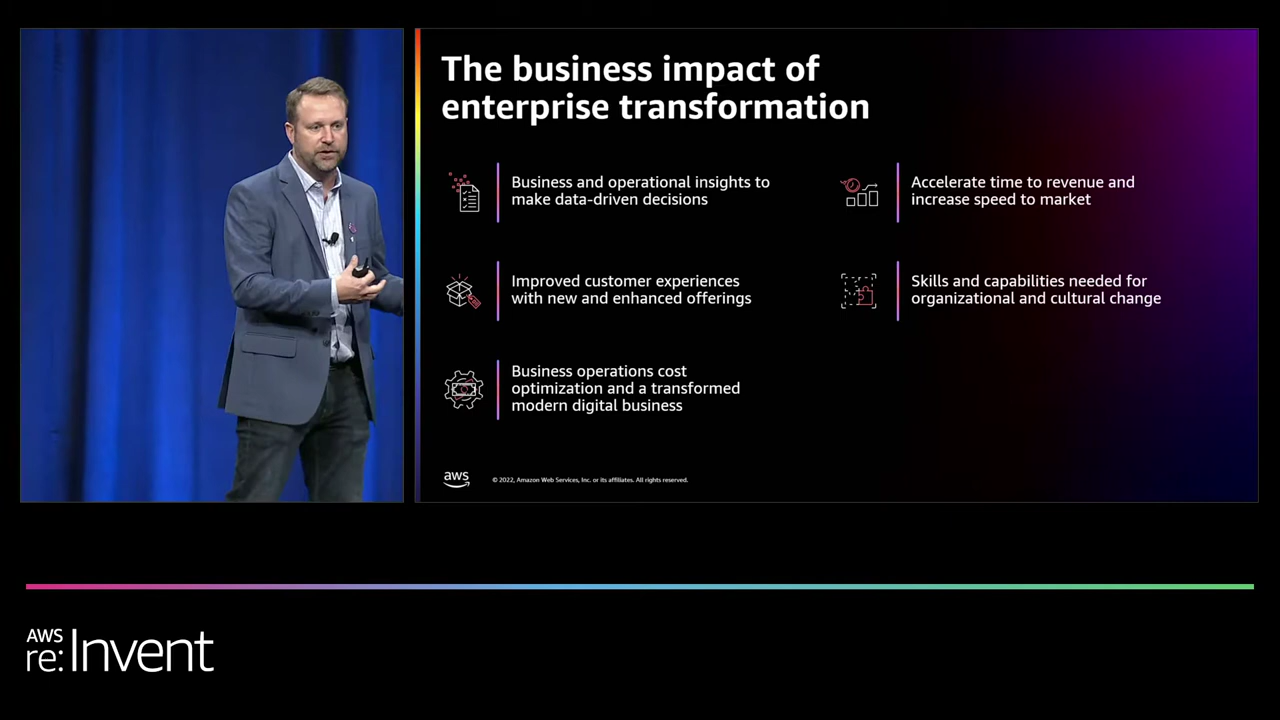 The business impact of
enterprise transformation
Business and operational insights to
make data-driven decisions
Accelerate time to revenue and
increase speed to market
Improved customer experiences
with new and enhanced offerings
Skills and capabilities needed for
organizational and cultural change
Business operations cost
optimization and a transformed
modern digital business
aws
© 2022, Amazon Web Services, Inc. or its affiliates. All rights reserved.
AWS
re:Invent